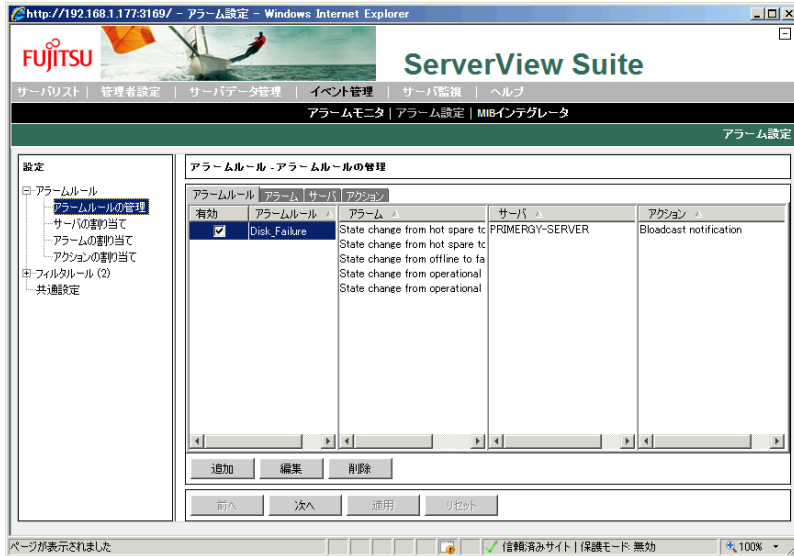 http://192.168.1.177:3169/ - アラーム設定 - Windows Internet Explorer
FUJITSU
ServerView Suite
サーバリスト | 管理者設定 | サーバデータ管理 | イベント管理 | サーバ監視 | ヘルプ
アラームモニタ | アラーム設定 | MIBインテグレータ
アラーム設定
設定
アラームルール
アラームルールの管理
サーバの割り当て
アラームの割り当て
アクションの割り当て
フィルタルール (2)
共通設定
アラームルール - アラームルールの管理
アラームルール アラーム サーバ アクション
有効 アラームルール アラーム サーバ アクション
Disk_Failure State change from hot spare to PRIMERGY-SERVER Bloadcast notification
State change from hot spare to
State change from offline to fa
State change from operational
State change from operational
追加 編集 削除
前へ 次へ 適用 リセット
ページが表示されました 信頼済みサイト | 保護モード: 無効 100%